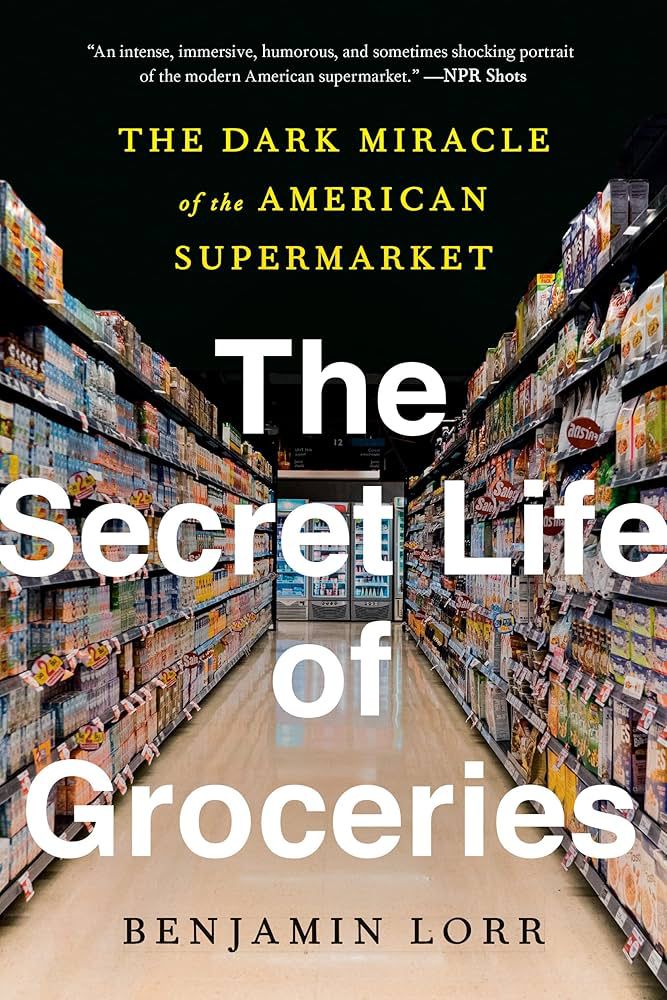 “An intense, immersive, humorous, and sometimes shocking portrait
of the modern American supermarket.” —NPR Shots
THE DARK MIRACLE
of the AMERICAN
SUPERMARKET
The
Secret Life
of
Groceries
12
BENJAMIN LORR